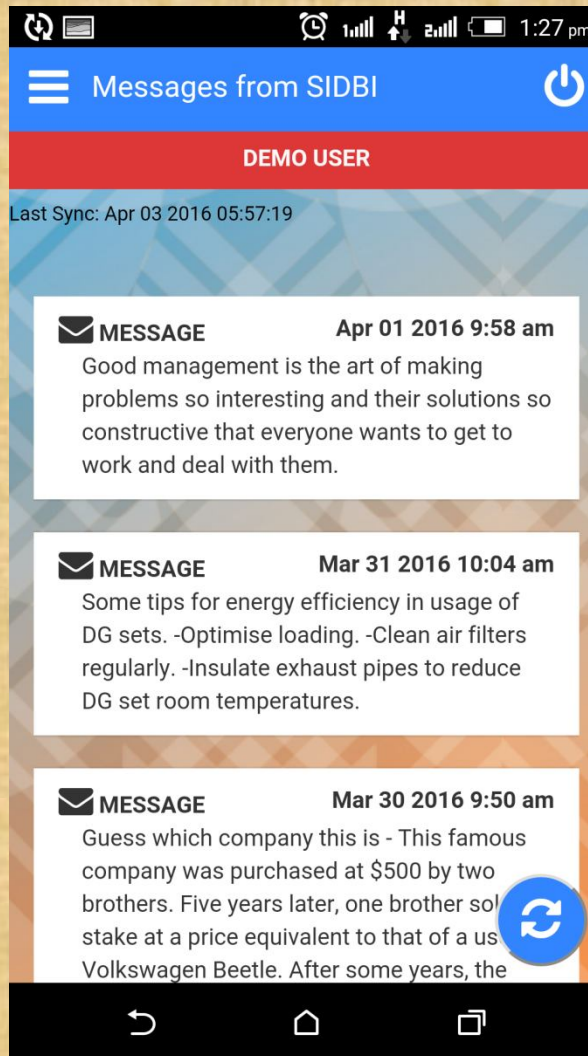 1:27 pm
Messages from SIDBI
DEMO USER
Last Sync: Apr 03 2016 05:57:19
MESSAGE Apr 01 2016 9:58 am
Good management is the art of making
problems so interesting and their solutions so
constructive that everyone wants to get to
work and deal with them.
MESSAGE Mar 31 2016 10:04 am
Some tips for energy efficiency in usage of
DG sets. -Optimise loading. -Clean air filters
regularly. -Insulate exhaust pipes to reduce
DG set room temperatures.
MESSAGE Mar 30 2016 9:50 am
Guess which company this is - This famous
company was purchased at $500 by two
brothers. Five years later, one brother
stake at a price equivalent to that of a
Volkswagen Beetle. After some years, the